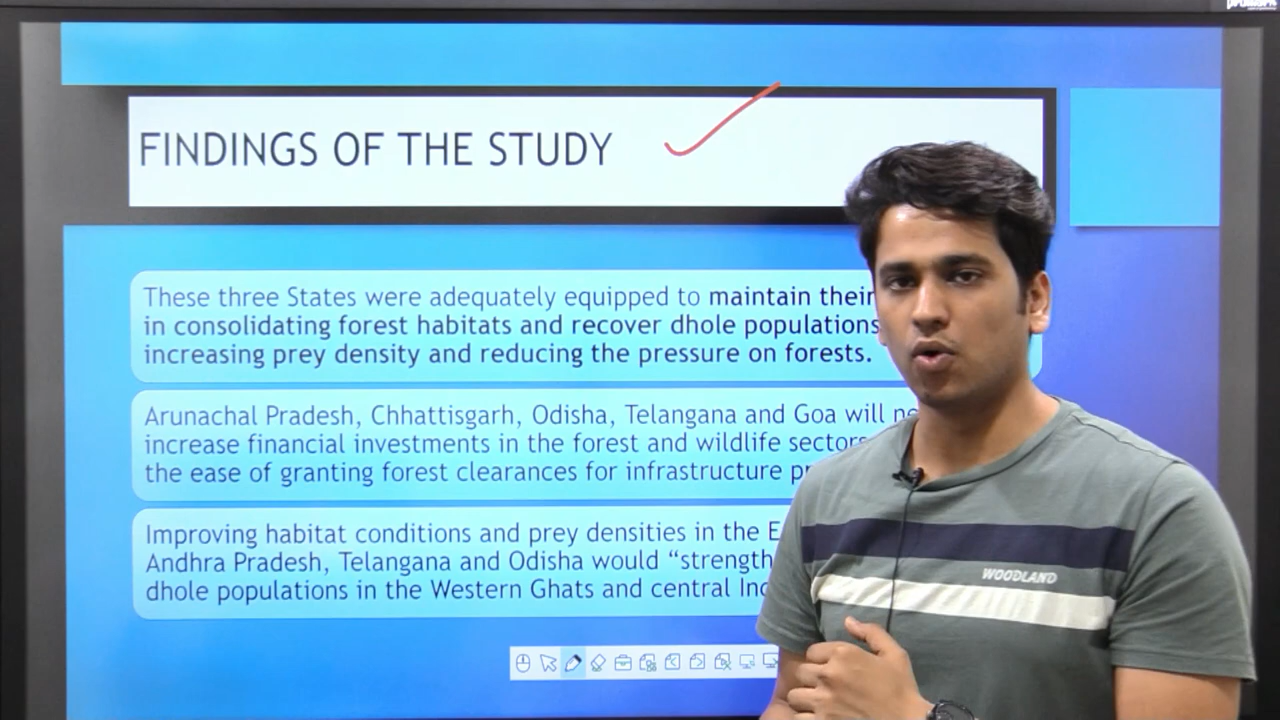 FINDINGS OF THE STUDY
These three States were adequately equipped to maintain their
in consolidating forest habitats and recover dhole populations
increasing prey density and reducing the pressure on forests.
Arunachal Pradesh, Chhattisgarh, Odisha, Telangana and Goa will
increase financial investments in the forest and wildlife sectors
the ease of granting forest clearances for infrastructure
Improving habitat conditions and prey densities in the
Andhra Pradesh, Telangana and Odisha would
dhole populations in the Western Ghats and central
WOODLAND